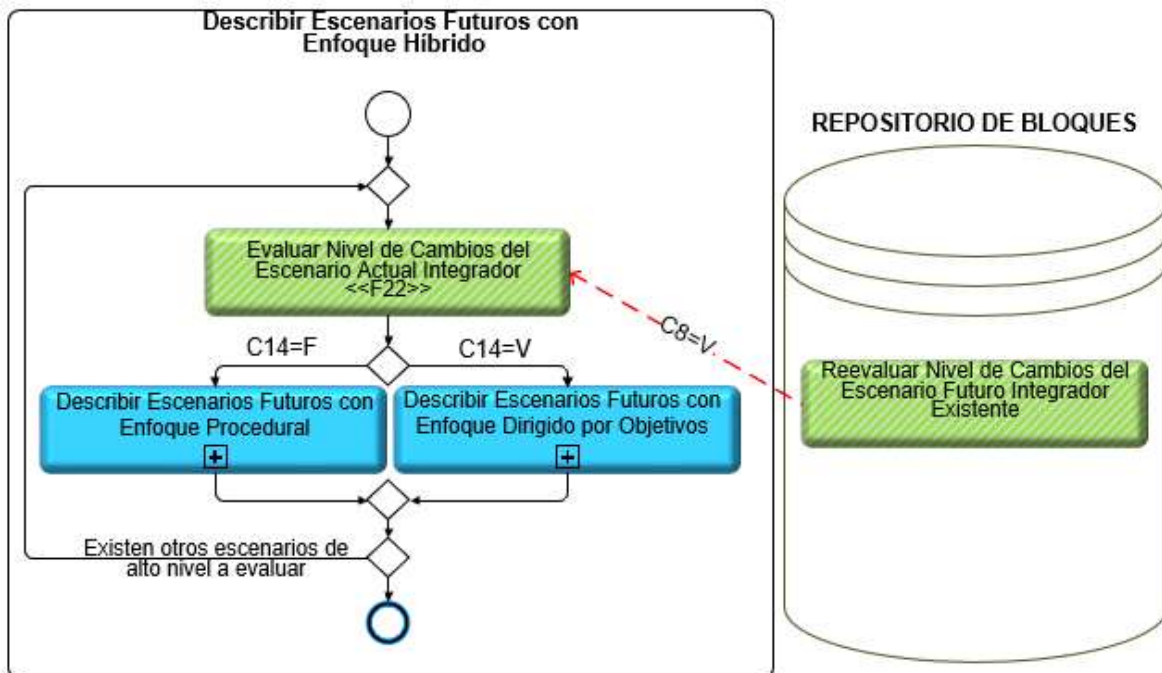 Describir Escenarios Futuros con
Enfoque Híbrido
REPOSITORIO DE BLOQUES
Evaluar Nivel de Cambios del
Escenario Actual Integrador
<<F22>>
C8=V.
C14=F
C14=V
Reevaluar Nivel de Cambios del
Escenario Futuro Integrador
Existente
Describir Escenarios Futuros con
Enfoque Procedural
Describir Escenarios Futuros con
Enfoque Dirigido por Objetivos
Existen otros escenarios de
alto nivel a evaluar